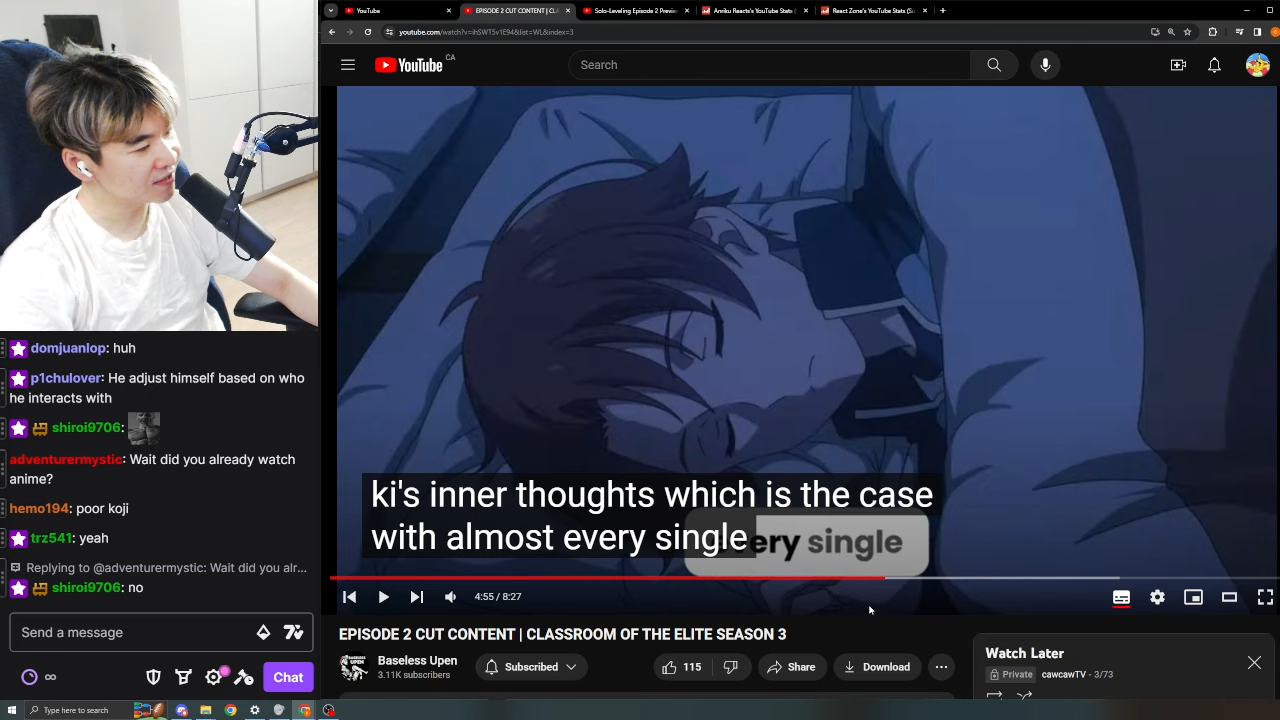 YouTube
EPISODE 2 CUT CONTENT | CL
Solo-Leveling Episode 2 Previe
Anriku Reacts's YouTube Stats (
React Zone's YouTube Stats (Su
youtube.com/watch?v=ihSWT5v1E94&list=WL&index=3
YouTube CA
Search
domjuanlop: huh
p1chulover: He adjust himself based on who
he interacts with
shiroi9706:
adventurermystic: Wait did you already watch
anime?
hemo194: poor koji
trz541: yeah
Replying to @adventurermystic: Wait did you alr...
shiroi9706: no
Send a message
Chat
ki's inner thoughts which is the case
with almost every single
ery single
4:55 / 8:27
EPISODE 2 CUT CONTENT | CLASSROOM OF THE ELITE SEASON 3
Baseless Upen
3.11K subscribers
Subscribed
115
Share
Download
Watch Later
Private cawcawTV - 3/73
Type here to search